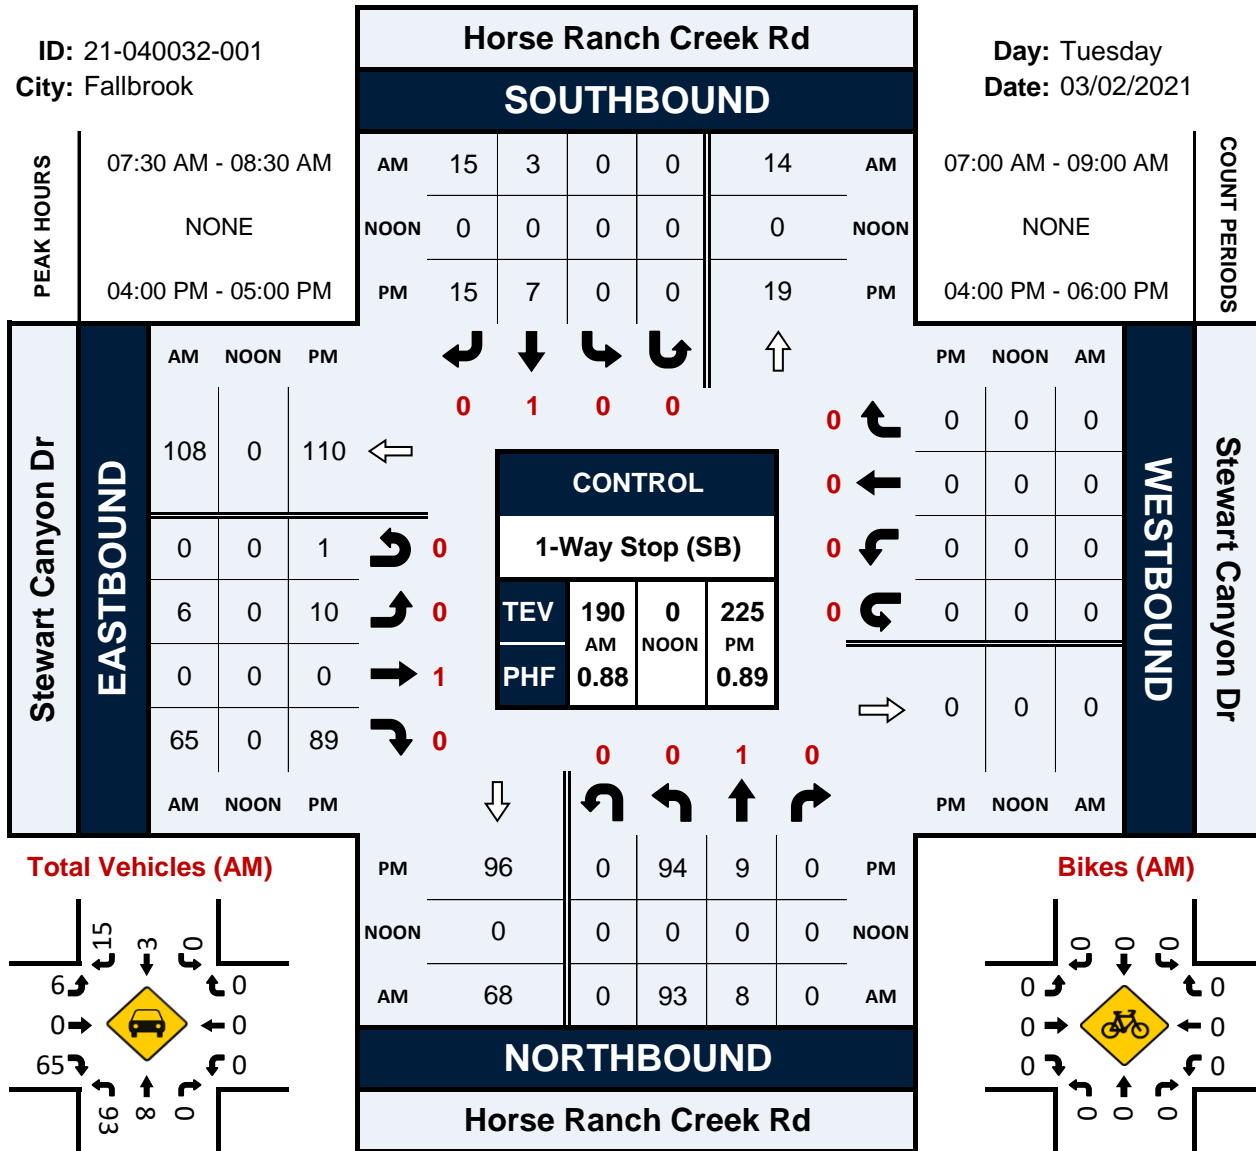 Horse Ranch Creek Rd
ID: 21-040032-001
City: Fallbrook
Day: Tuesday
Date: 03/02/2021
SOUTHBOUND
PEAK HOURS
07:30 AM - 08:30 AM
NONE
04:00 PM - 05:00 PM
AM 15 3 0 0 14 AM
NOON 0 0 0 0 0 NOON
PM 15 7 0 0 19 PM
07:00 AM - 09:00 AM
NONE
04:00 PM - 06:00 PM
COUNT PERIODS
0 1 0 0
Stewart Canyon Dr
EASTBOUND
AM NOON PM
108 0 110
0 0 1 0
6 0 10 0
0 0 0 1
65 0 89 0
AM NOON PM
CONTROL
1-Way Stop (SB)
TEV 190 0 225
AM NOON PM
PHF 0.88 0.89
PM NOON AM
0 0 0 0
0 0 0 0
0 0 0 0
0 0 0 0
0 0 0
PM NOON AM
WESTBOUND
Stewart Canyon Dr
0 0 1 0
PM 96 0 94 9 0 PM
NOON 0 0 0 0 0 NOON
AM 68 0 93 8 0 AM
NORTHBOUND
Horse Ranch Creek Rd
Total Vehicles (AM)
15 3 0
6 0
0 0
65 0
93 8 0
Bikes (AM)
0 0 0
0 0
0 0
0 0
0 0 0